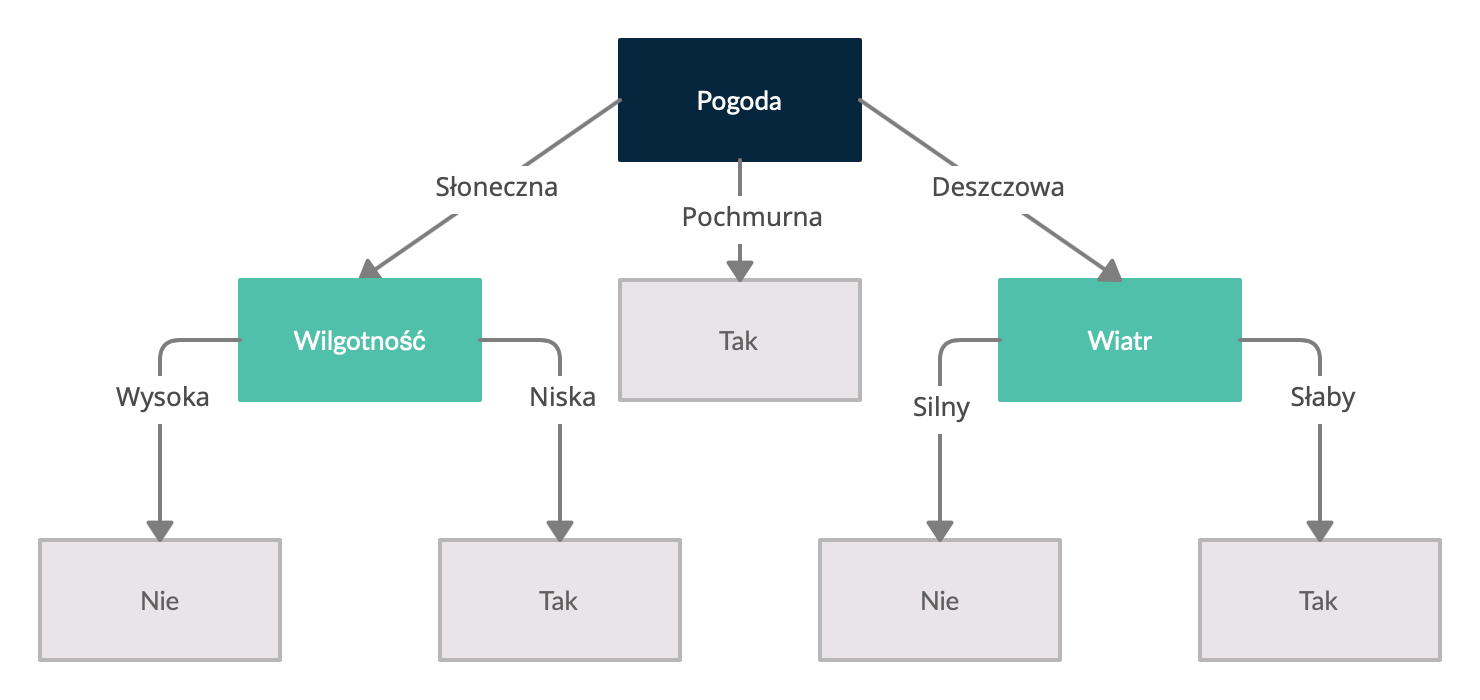 Pogoda
Słoneczna
Pochmurna
Deszczowa
Wilgotność
Tak
Wiatr
Wysoka
Niska
Silny
Słaby
Nie
Tak
Nie
Tak